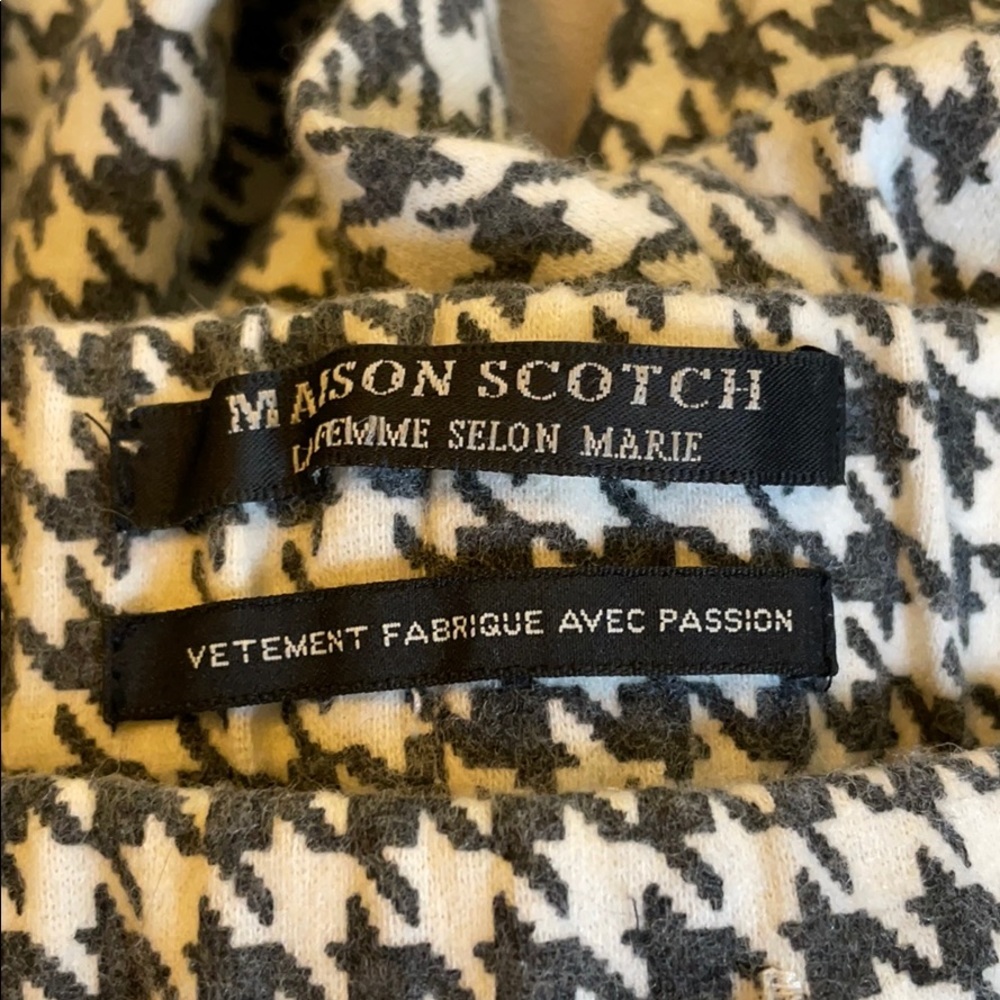 MAISON SCOTCH
LA FEMME SELON MARIE
VETEMENT FABRIQUE AVEC PASSION